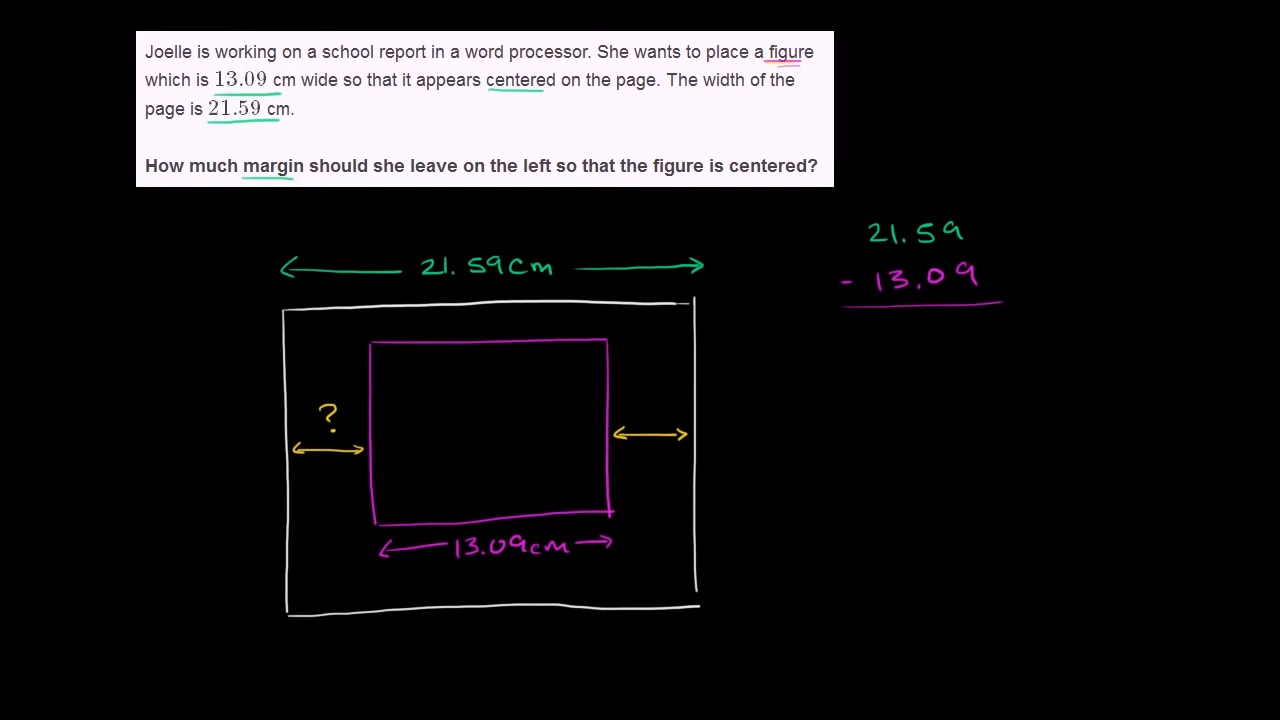 Joelle is working on a school report in a word processor. She wants to place a figure
which is 13.09 cm wide so that it appears centered on the page. The width of the
page is 21.59 cm.
How much margin should she leave on the left so that the figure is centered?
21.59
- 13.09
21.59cm
?
13.09cm